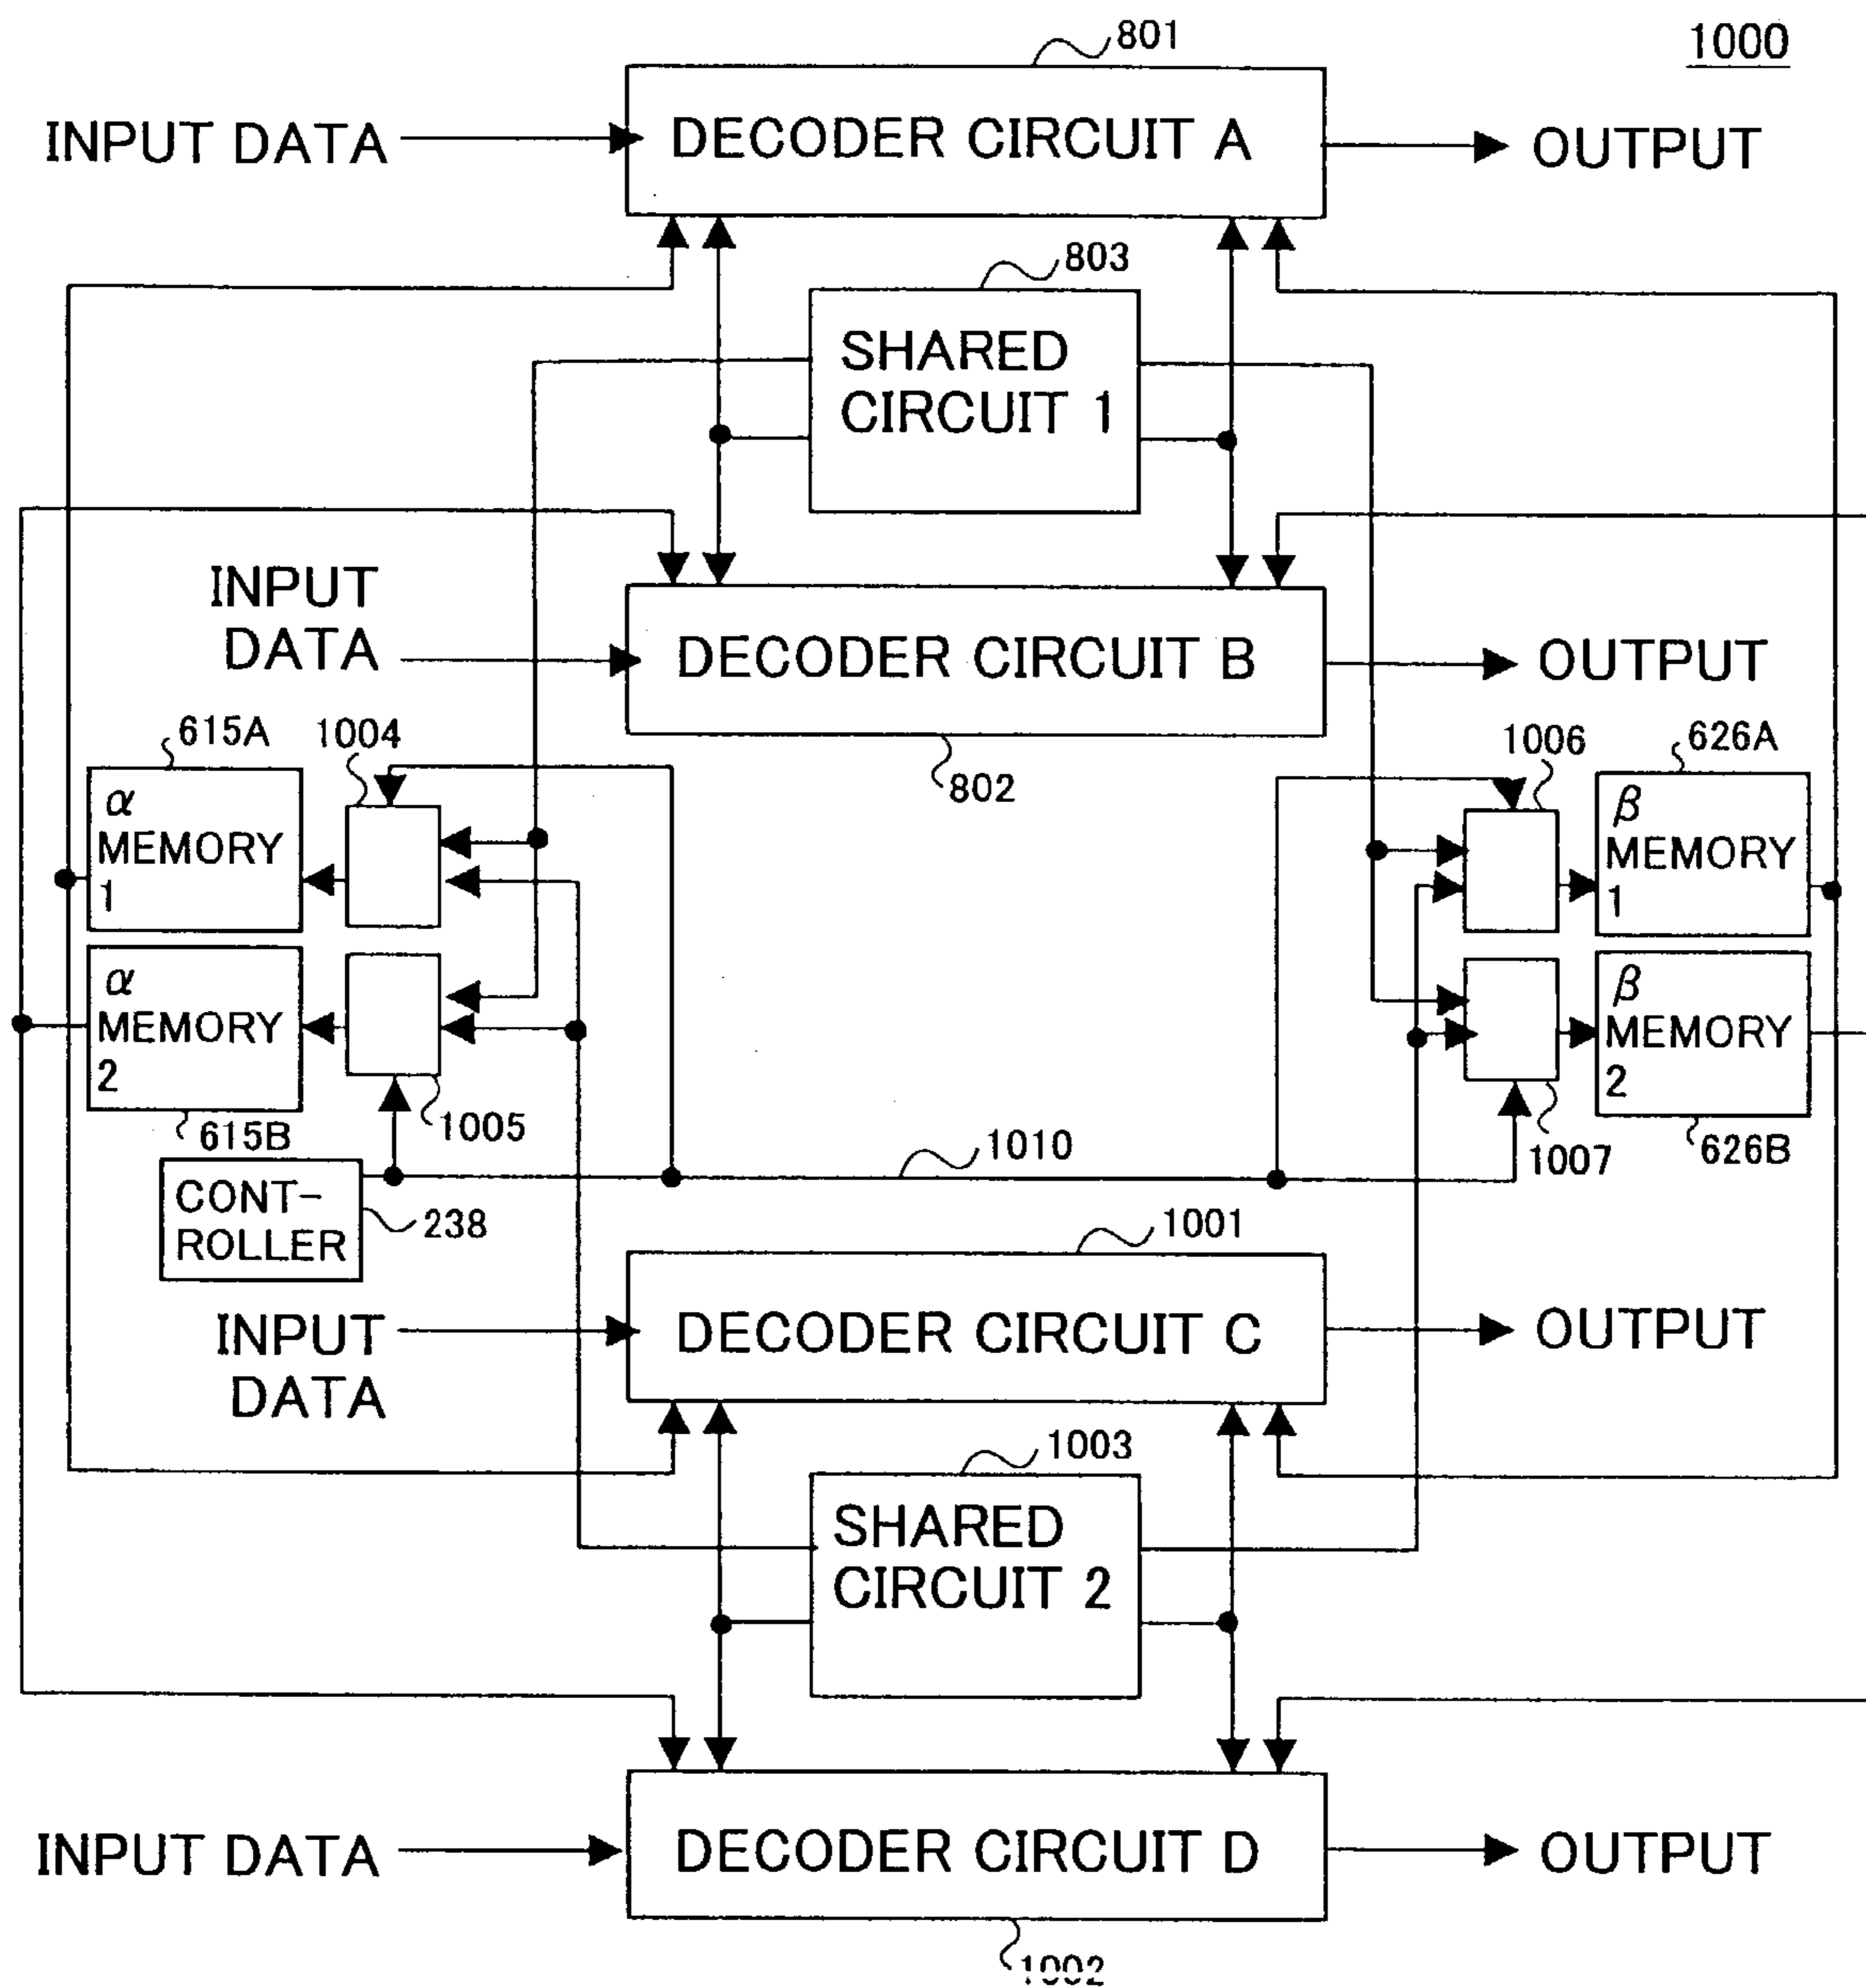 1000
801
INPUT DATA
DECODER CIRCUIT A
OUTPUT
803
SHARED
CIRCUIT 1
INPUT
DATA
DECODER CIRCUIT B
OUTPUT
802
615A
1004
α
MEMORY
1
1006
626A
β
MEMORY
1
α
MEMORY
2
615B
1005
β
MEMORY
2
626B
1007
1010
CONT-
ROLLER
238
1001
INPUT
DATA
DECODER CIRCUIT C
OUTPUT
1003
SHARED
CIRCUIT 2
INPUT DATA
DECODER CIRCUIT D
OUTPUT
1002